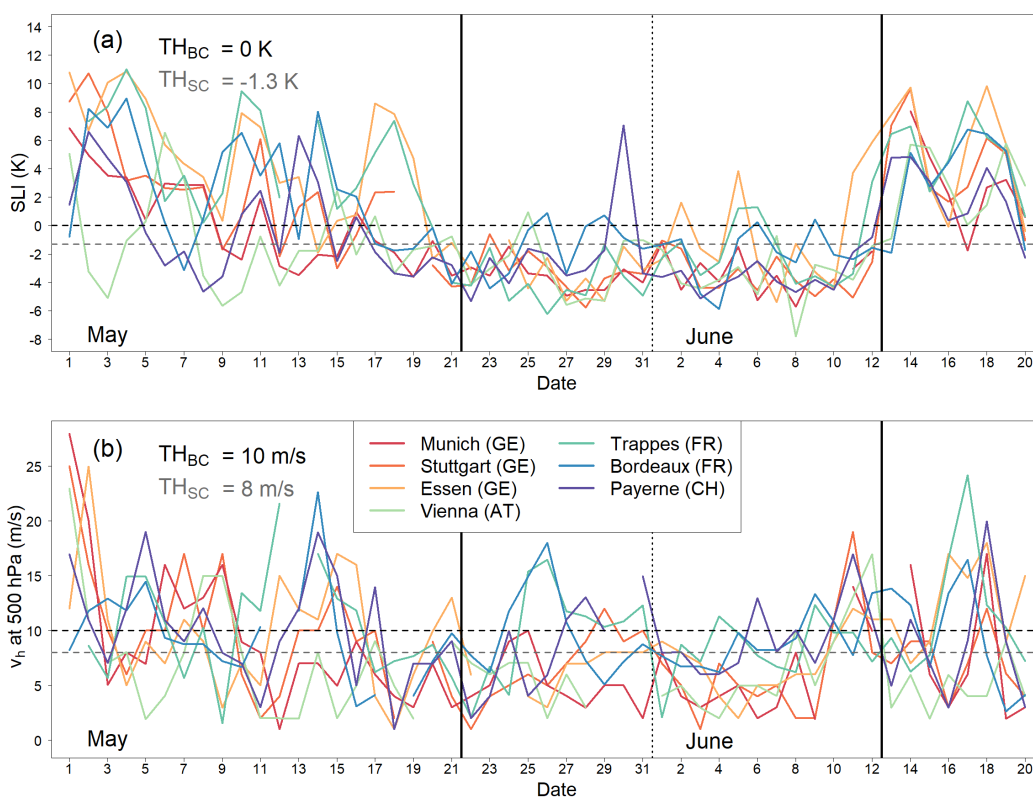 (a)
TH_BC = 0 K
TH_SC = -1.3 K
14
12
10
8
6
4
2
0
-2
-4
-6
-8
SLI (K)
May
June
1 3 5 7 9 11 13 15 17 19 21 23 25 27 29 31 2 4 6 8 10 12 14 16 18 20
Date
(b)
TH_BC = 10 m/s
TH_SC = 8 m/s
Munich (GE)
Stuttgart (GE)
Essen (GE)
Vienna (AT)
Trappes (FR)
Bordeaux (FR)
Payerne (CH)
25
20
15
10
5
0
v_h at 500 hPa (m/s)
May
June
1 3 5 7 9 11 13 15 17 19 21 23 25 27 29 31 2 4 6 8 10 12 14 16 18 20
Date